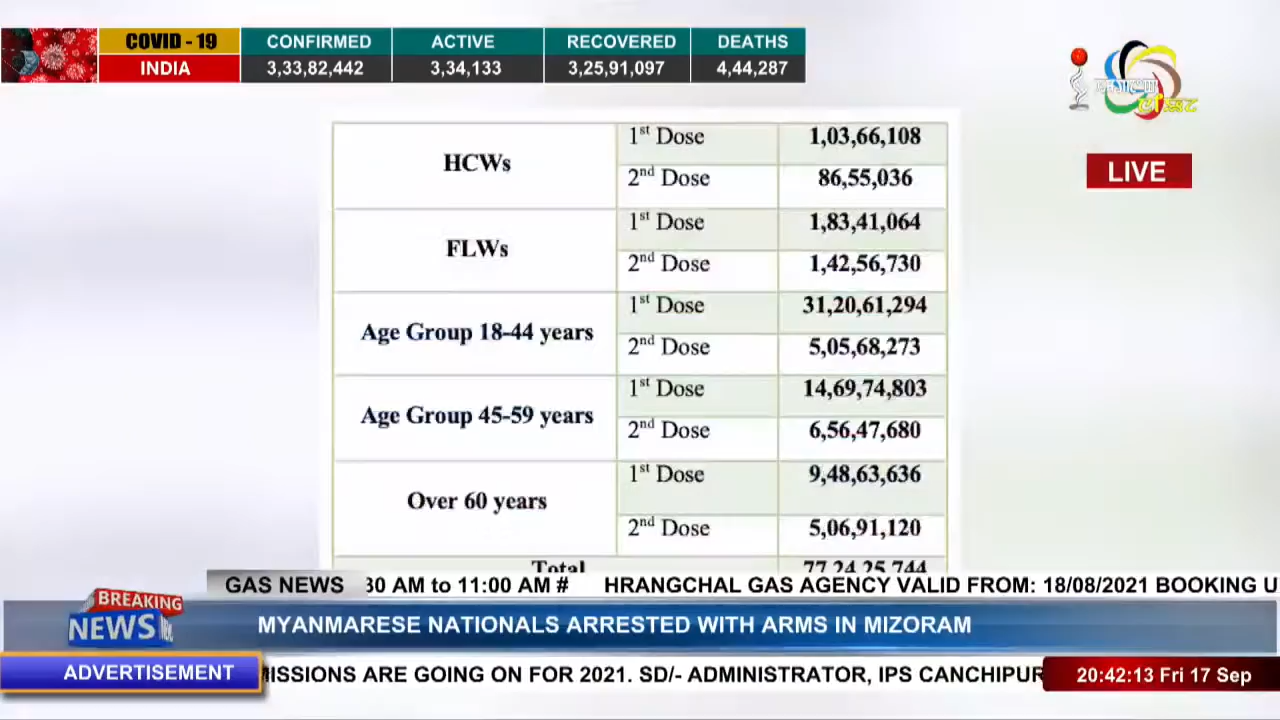 COVID - 19 CONFIRMED ACTIVE RECOVERED DEATHS
INDIA 3,33,82,442 3,34,133 3,25,91,097 4,44,287
LIVE
HCWs 1st Dose 1,03,66,108
2nd Dose 86,55,036
FLWs 1st Dose 1,83,41,064
2nd Dose 1,42,56,730
Age Group 18-44 years 1st Dose 31,20,61,294
2nd Dose 5,05,68,273
Age Group 45-59 years 1st Dose 14,69,74,803
2nd Dose 6,56,47,680
Over 60 years 1st Dose 9,48,63,636
2nd Dose 5,06,91,120
Total 77,24,25,744
GAS NEWS 30 AM to 11:00 AM # HRANGCHAL GAS AGENCY VALID FROM: 18/08/2021 BOOKING U
BREAKING
NEWS
MYANMARESE NATIONALS ARRESTED WITH ARMS IN MIZORAM
ADVERTISEMENT MISSIONS ARE GOING ON FOR 2021. SD/- ADMINISTRATOR, IPS CANCHIPUR 20:42:13 Fri 17 Sep